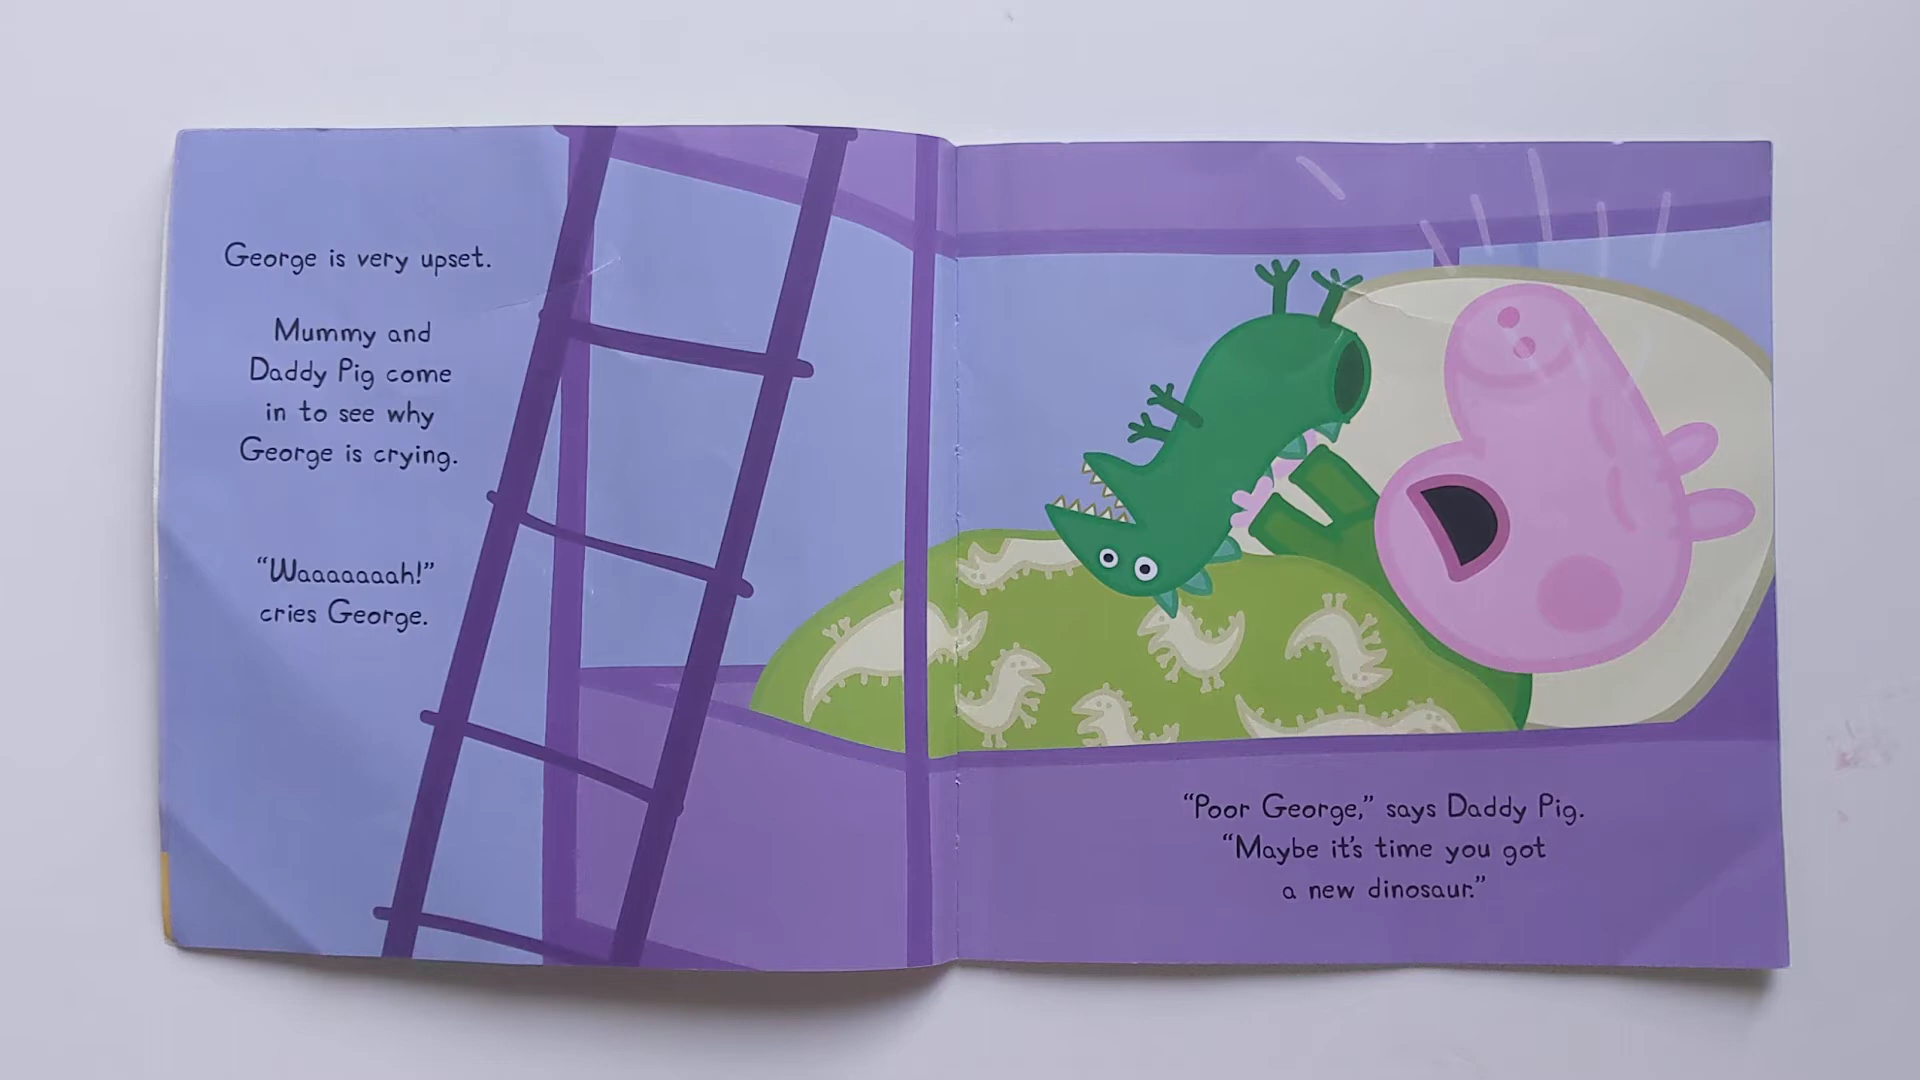 George is very upset.
Mummy and
Daddy Pig come
in to see why
George is crying.
“Waaaaaaah!”
cries George.
“Poor George,” says Daddy Pig.
“Maybe it’s time you got
a new dinosaur.”